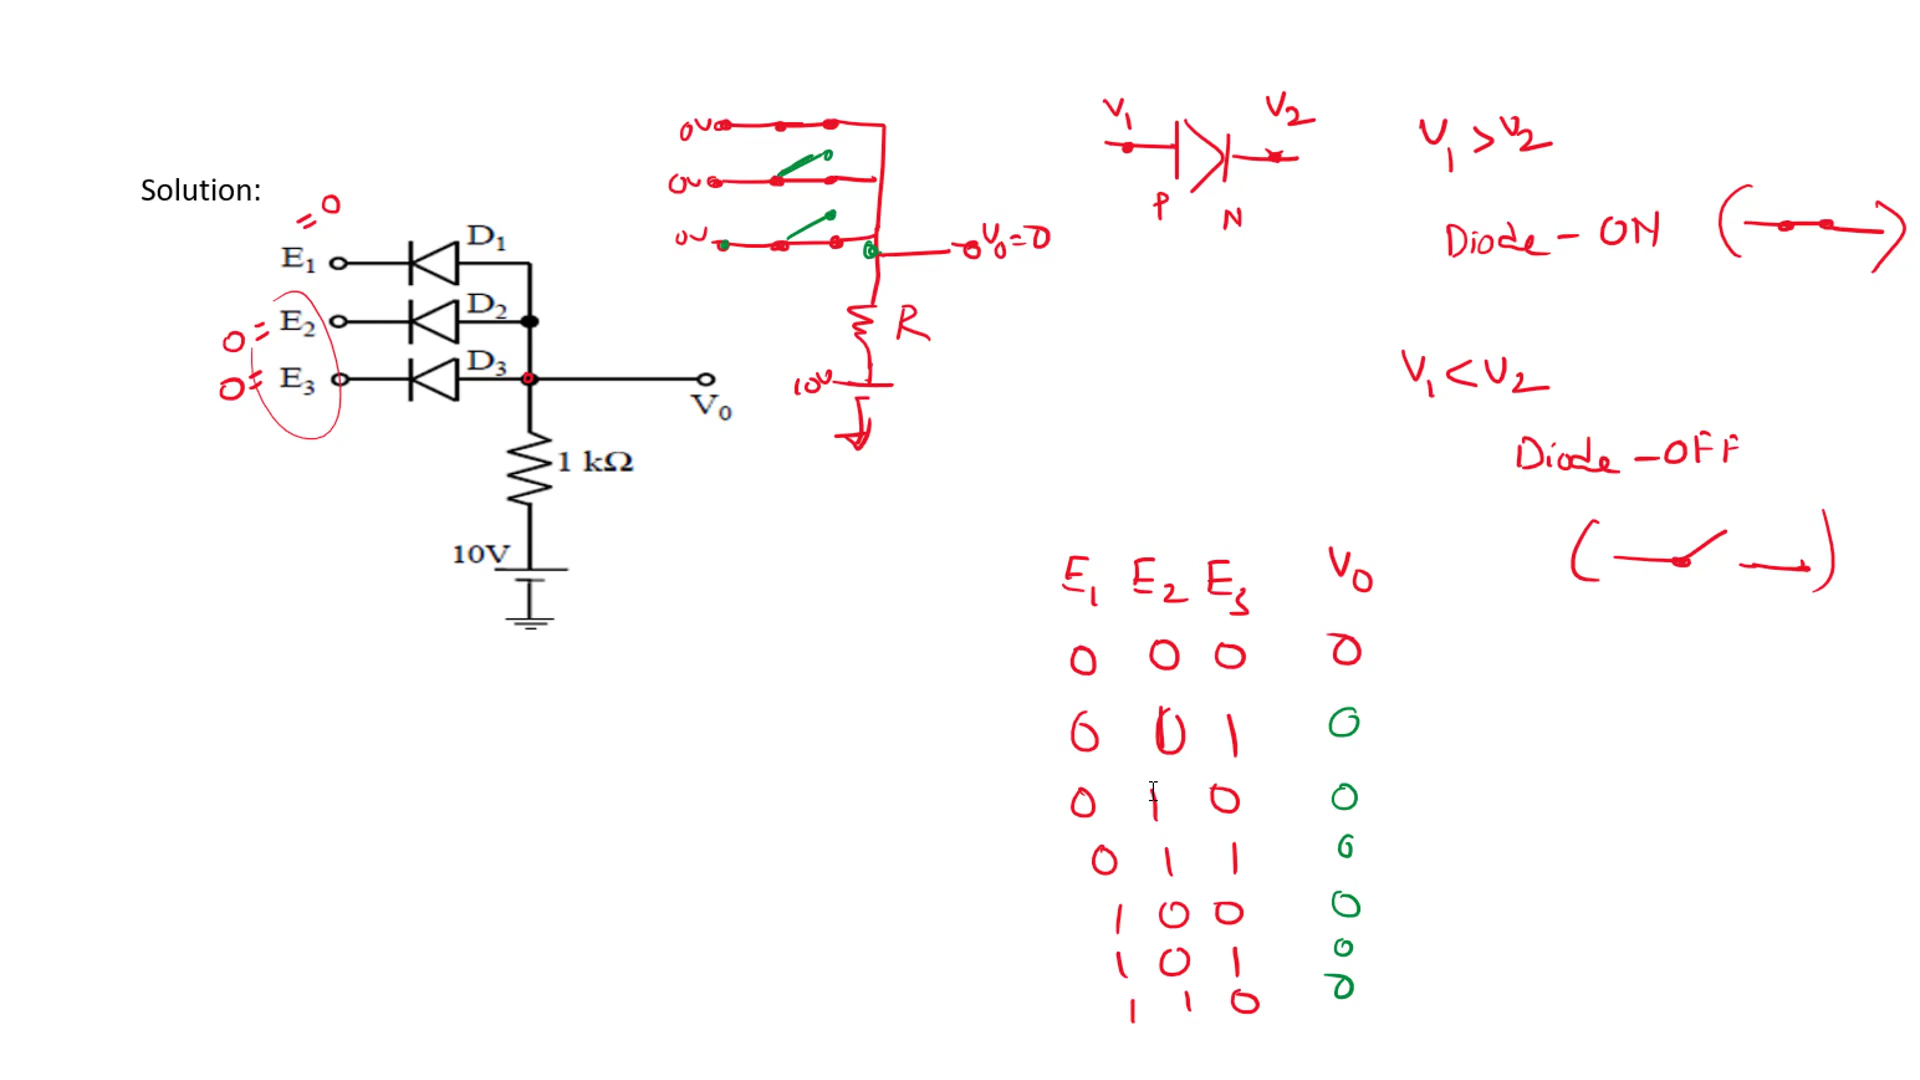 Solution:
= 0
E1 D1
0 = E2 D2
0 = E3 D3
V0
1 kΩ
10V
0V
0V
0V
V0 = 0
R
10V
V1 V2
P N
V1 > V2
Diode - ON
V1 < V2
Diode - OFF
E1 E2 E3 V0
0 0 0 0
0 0 1 0
0 1 0 0
0 1 1 0
1 0 0 0
1 0 1 0
1 1 0 0